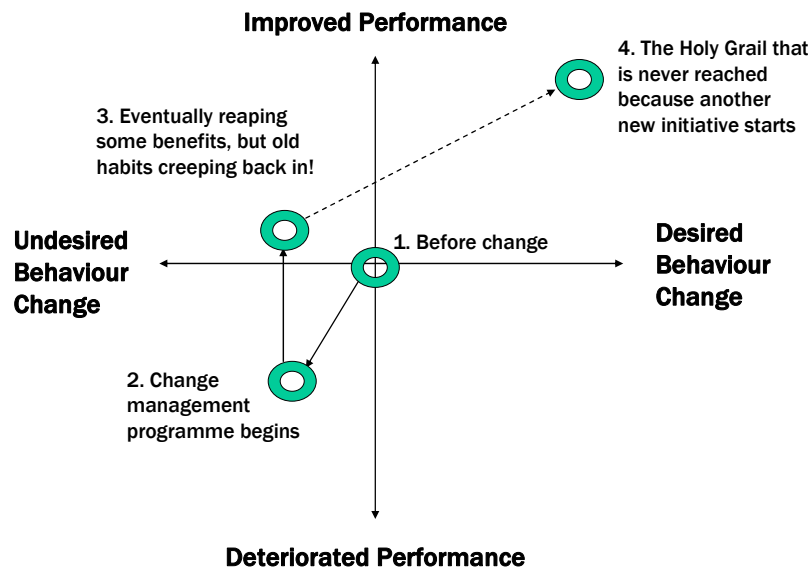 Improved Performance
4. The Holy Grail that
is never reached
because another
new initiative starts
3. Eventually reaping
some benefits, but old
habits creeping back in!
1. Before change
Undesired
Behaviour
Change
Desired
Behaviour
Change
2. Change
management
programme begins
Deteriorated Performance